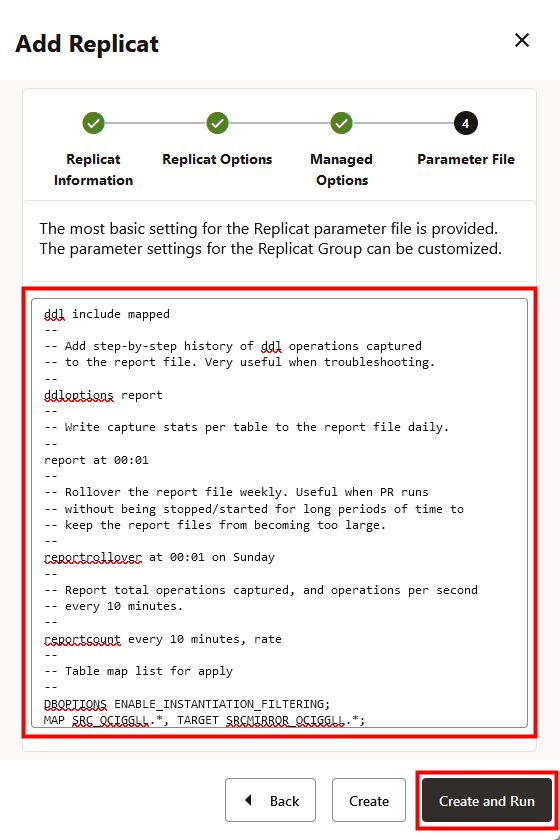 Add Replicat
4
Replicat Information
Replicat Options
Managed Options
Parameter File
The most basic setting for the Replicat parameter file is provided.
The parameter settings for the Replicat Group can be customized.
ddl include mapped
--
-- Add step-by-step history of ddl operations captured
-- to the report file. Very useful when troubleshooting.
--
ddloptions report
--
-- Write capture stats per table to the report file daily.
--
report at 00:01
--
-- Rollover the report file weekly. Useful when PR runs
-- without being stopped/started for long periods of time to
-- keep the report files from becoming too large.
--
reportrollover at 00:01 on Sunday
--
-- Report total operations captured, and operations per second
-- every 10 minutes.
--
reportcount every 10 minutes, rate
--
-- Table map list for apply
--
DBOPTIONS ENABLE_INSTANTIATION_FILTERING;
MAP SRC_OCIGGLL.*, TARGET SRCMIRROR_OCIGGLL.*;
Back
Create
Create and Run